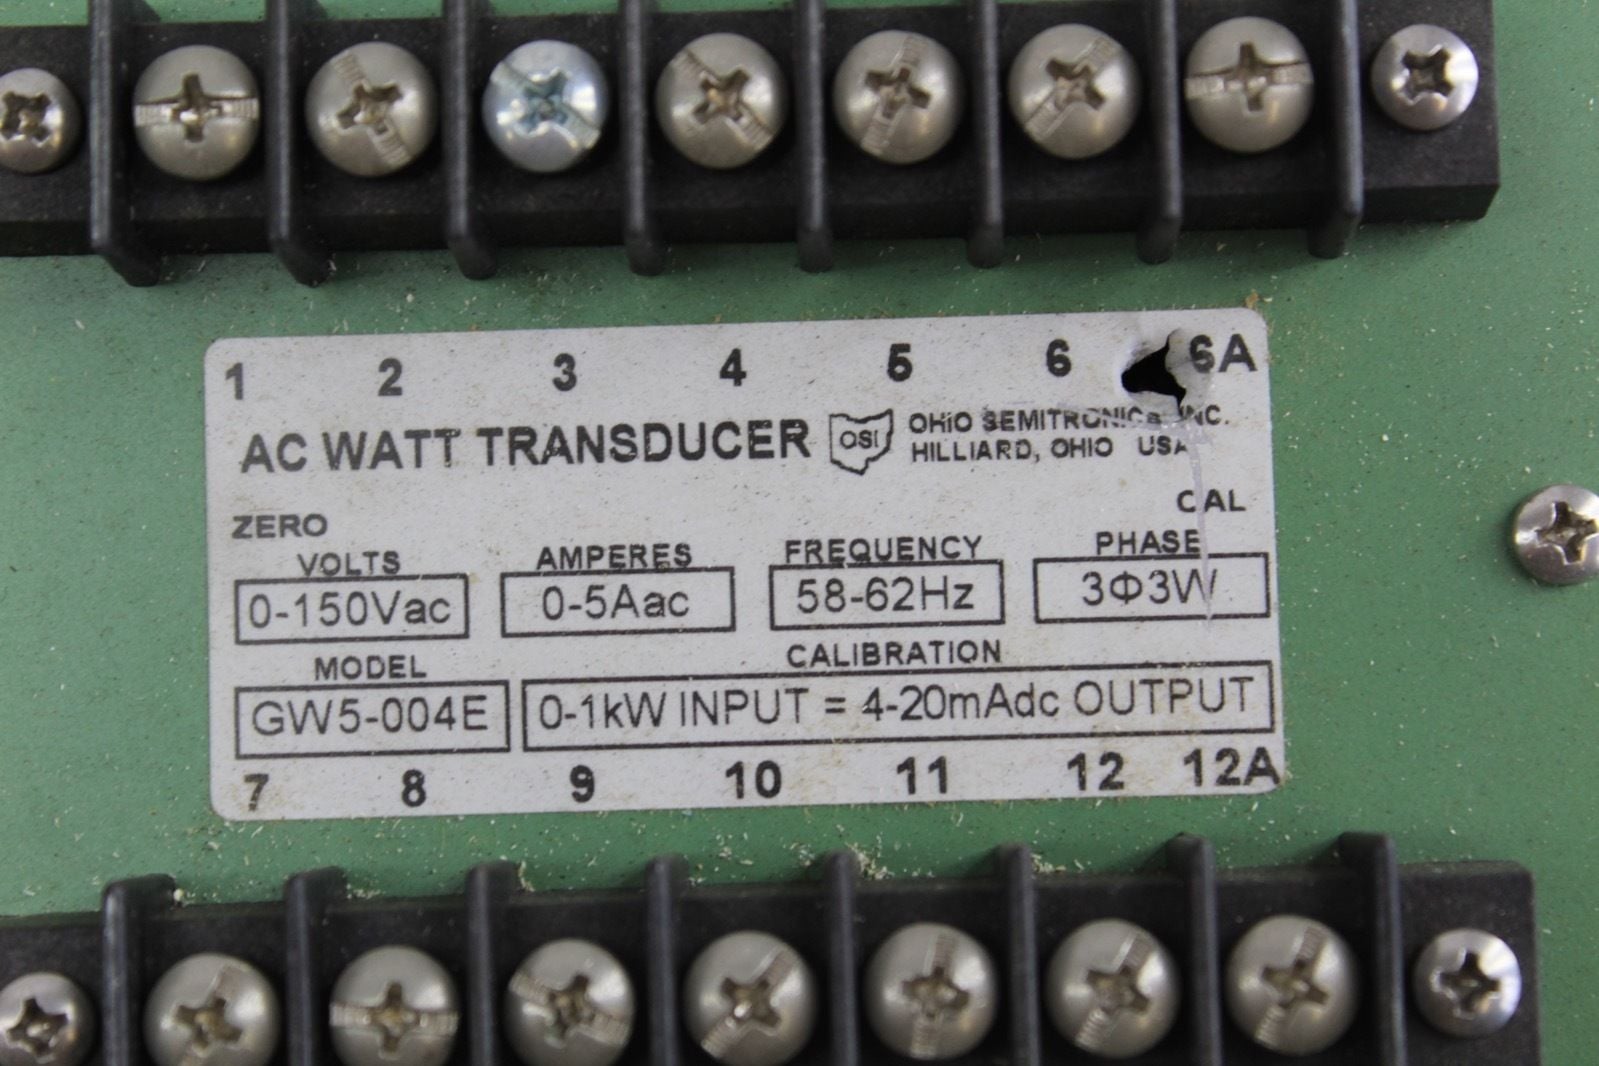 1 2 3 4 5 6 6A
AC WATT TRANSDUCER OSI OHIO SEMITRONICS, INC.
HILLIARD, OHIO USA
CAL
ZERO
VOLTS AMPERES FREQUENCY PHASE
0-150Vac 0-5Aac 58-62Hz 3Φ3W
MODEL CALIBRATION
GW5-004E 0-1kW INPUT = 4-20mAdc OUTPUT
7 8 9 10 11 12 12A